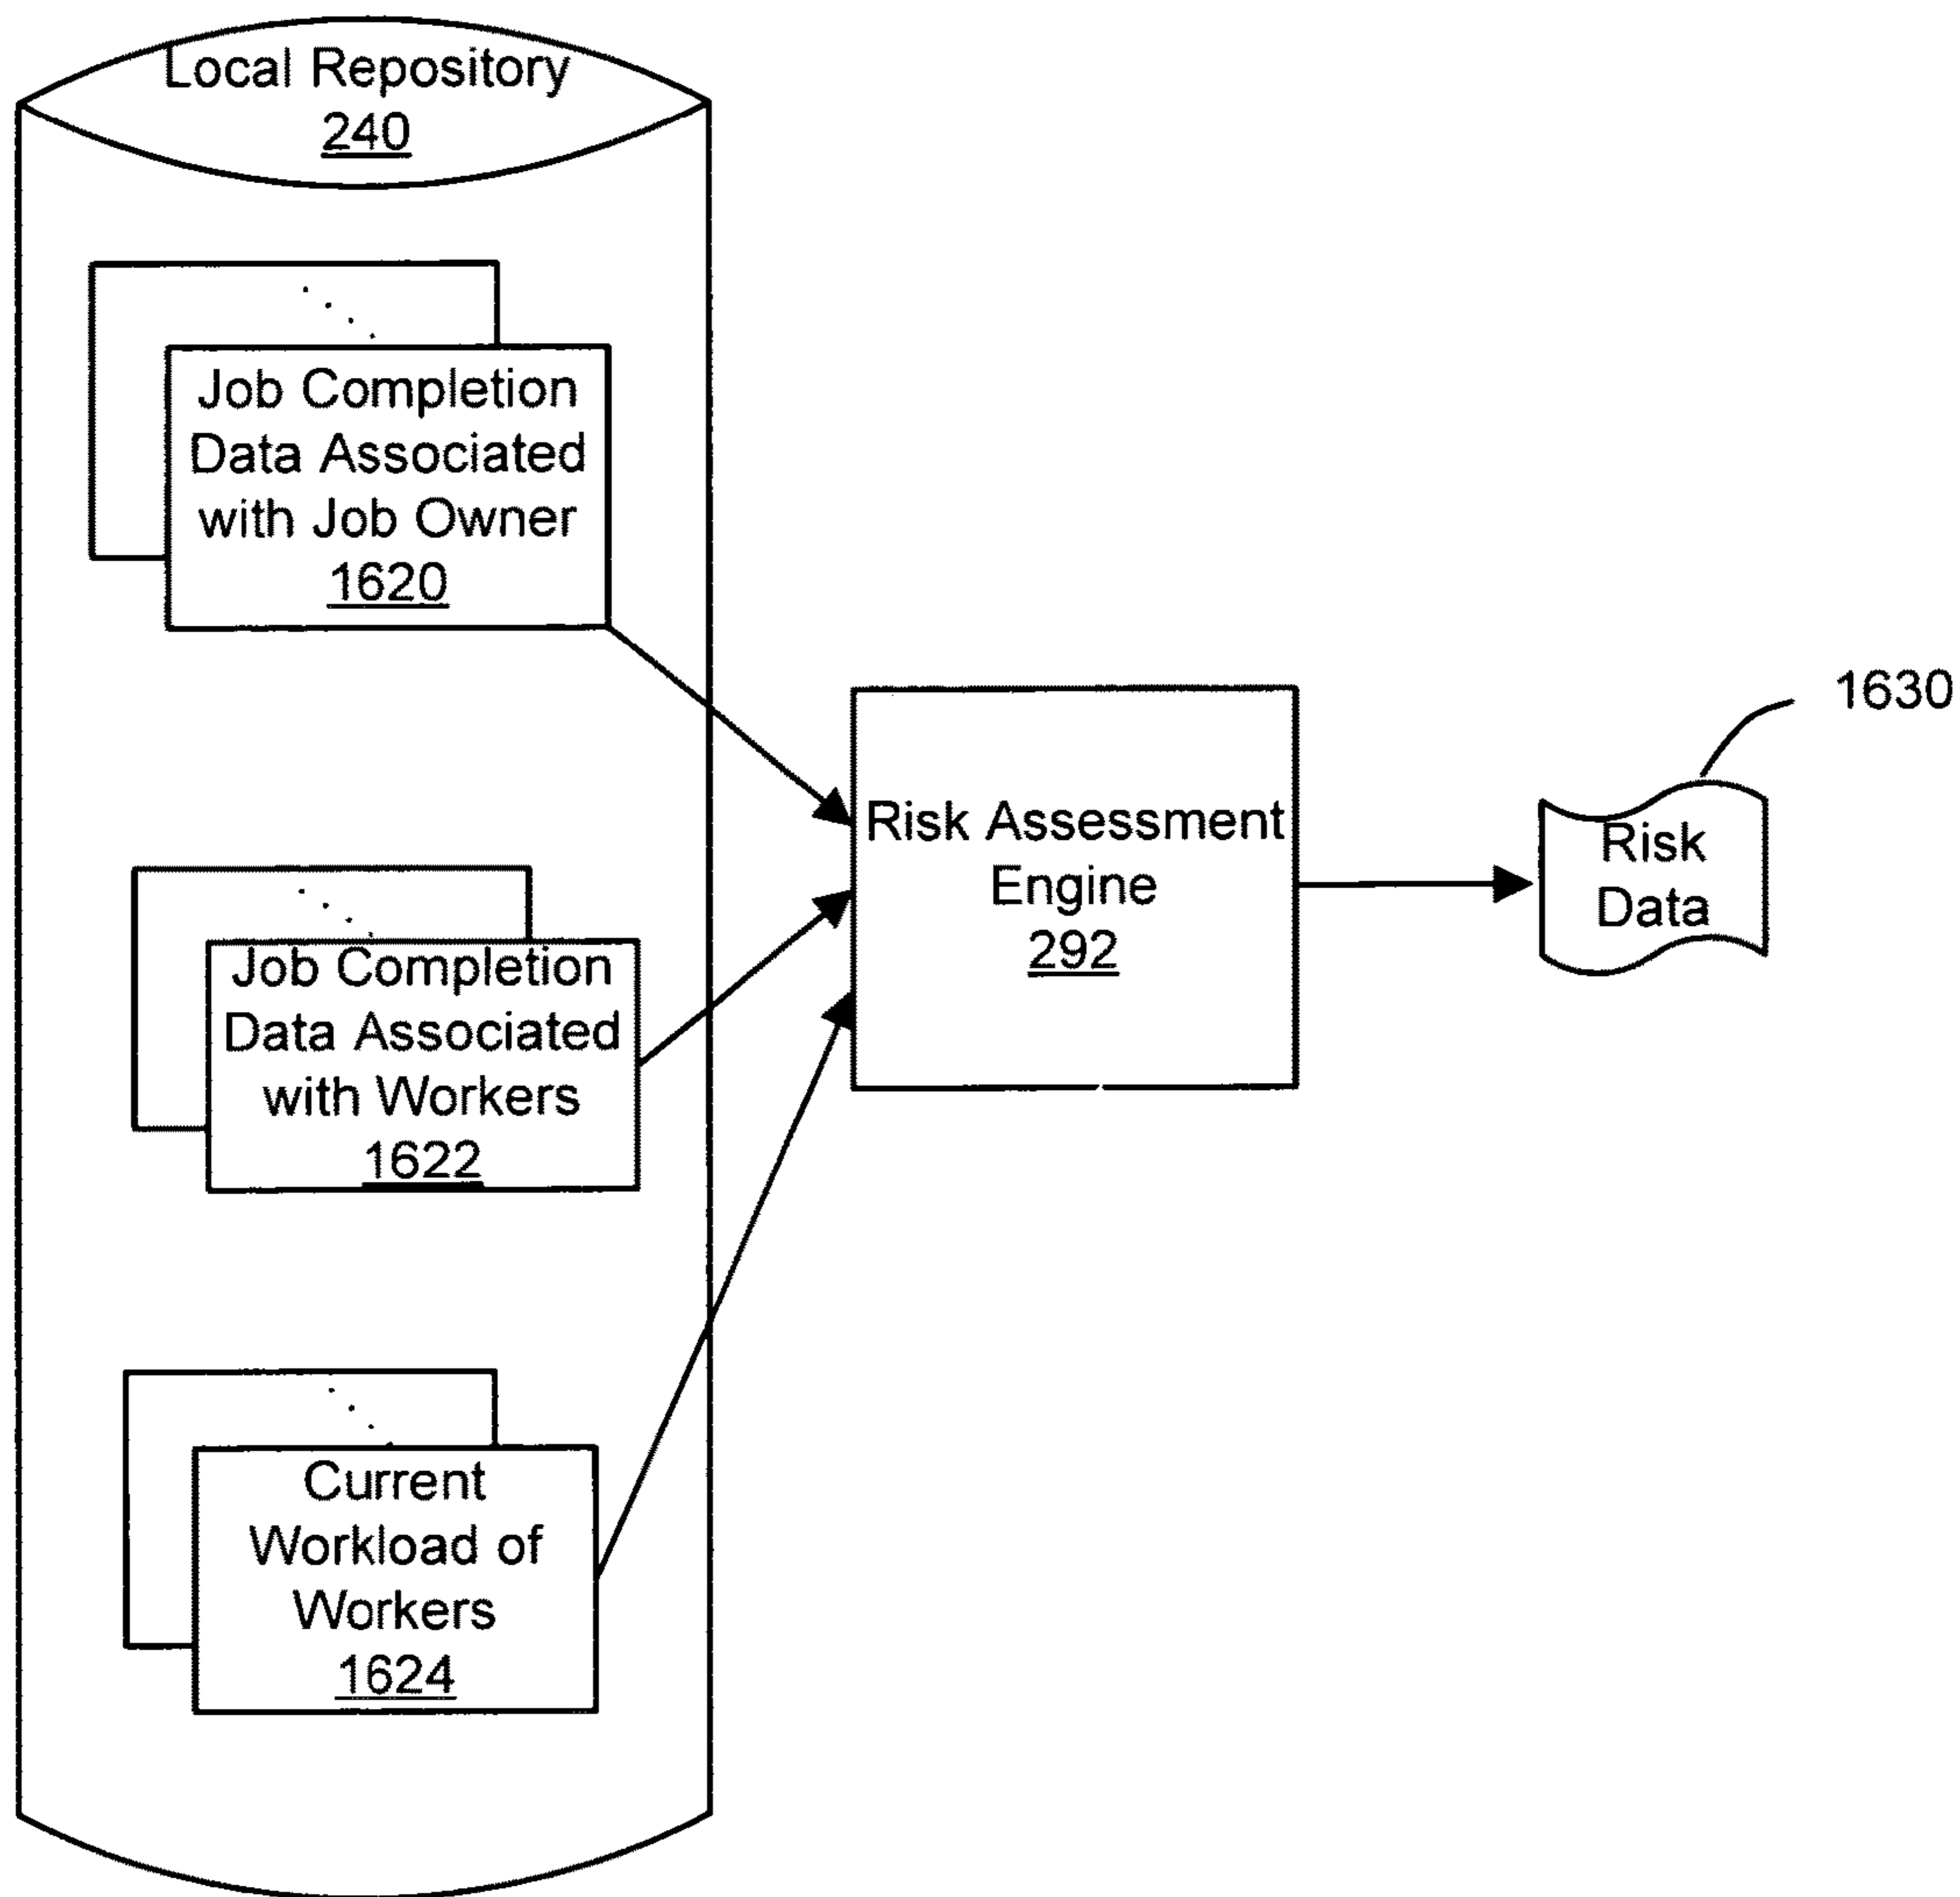 Local Repository
240
Job Completion
Data Associated
with Job Owner
1620
Job Completion
Data Associated
with Workers
1622
Current
Workload of
Workers
1624
Risk Assessment
Engine
292
1630
Risk
Data